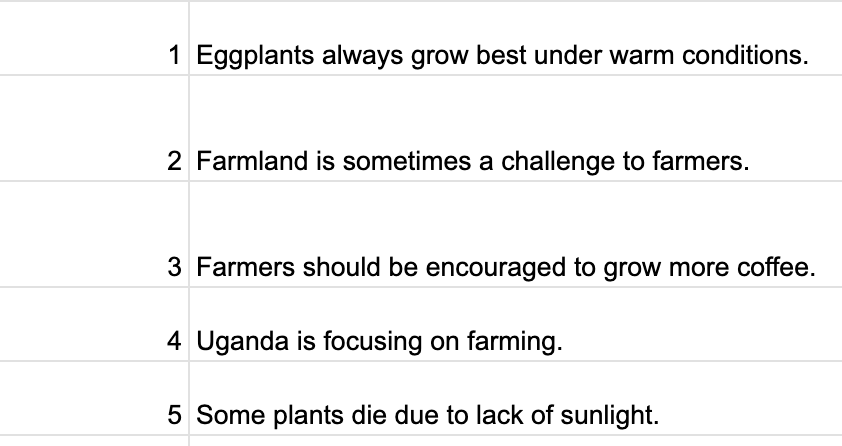 1 Eggplants always grow best under warm conditions.
2 Farmland is sometimes a challenge to farmers.
3 Farmers should be encouraged to grow more coffee.
4 Uganda is focusing on farming.
5 Some plants die due to lack of sunlight.